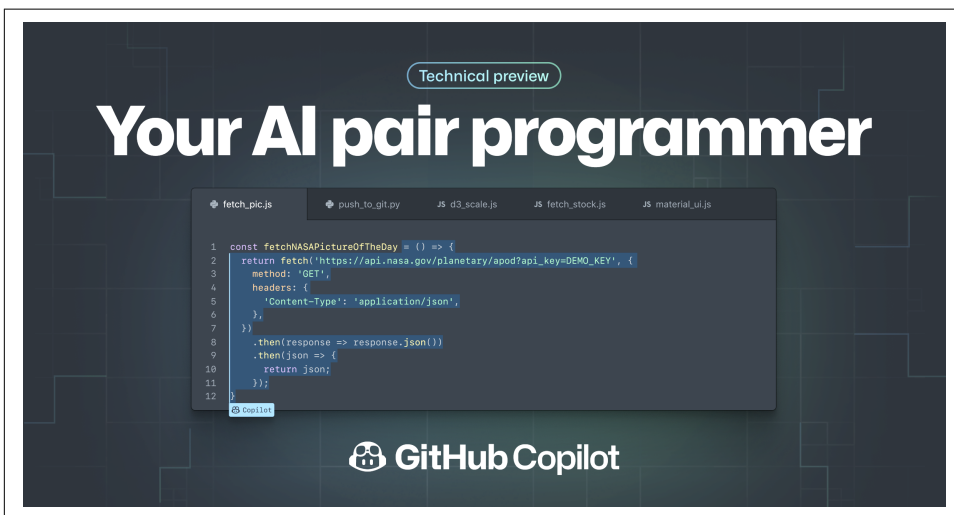 Technical preview
Your AI pair programmer
fetch_pic.js push_to_git.py JS d3_scale.js JS fetch_stock.js JS material_ui.js
1 const fetchNASAPictureOfTheDay = () => {
2 return fetch('https://api.nasa.gov/planetary/apod?api_key=DEMO_KEY', {
3 method: 'GET',
4 headers: {
5 'Content-Type': 'application/json',
6 },
7 })
8 .then(response => response.json())
9 .then(json => {
10 return json;
11 });
12 }
Copilot
GitHub Copilot